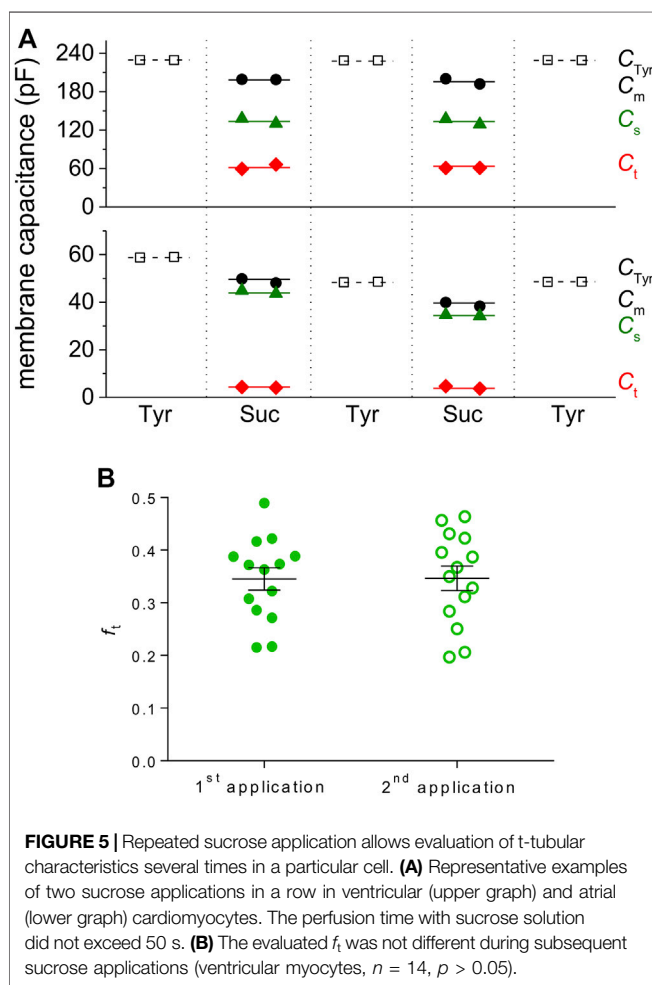 A
membrane capacitance (pF)
240
180
120
60
0
C_Tyr
C_m
C_s
C_t
60
40
20
0
C_Tyr
C_m
C_s
C_t
Tyr Suc Tyr Suc Tyr
B
f_t
0.5
0.4
0.3
0.2
0.1
0.0
1st application 2nd application
FIGURE 5 | Repeated sucrose application allows evaluation of t-tubular
characteristics several times in a particular cell. (A) Representative examples
of two sucrose applications in a row in ventricular (upper graph) and atrial
(lower graph) cardiomyocytes. The perfusion time with sucrose solution
did not exceed 50 s. (B) The evaluated f_t was not different during subsequent
sucrose applications (ventricular myocytes, n = 14, p > 0.05).